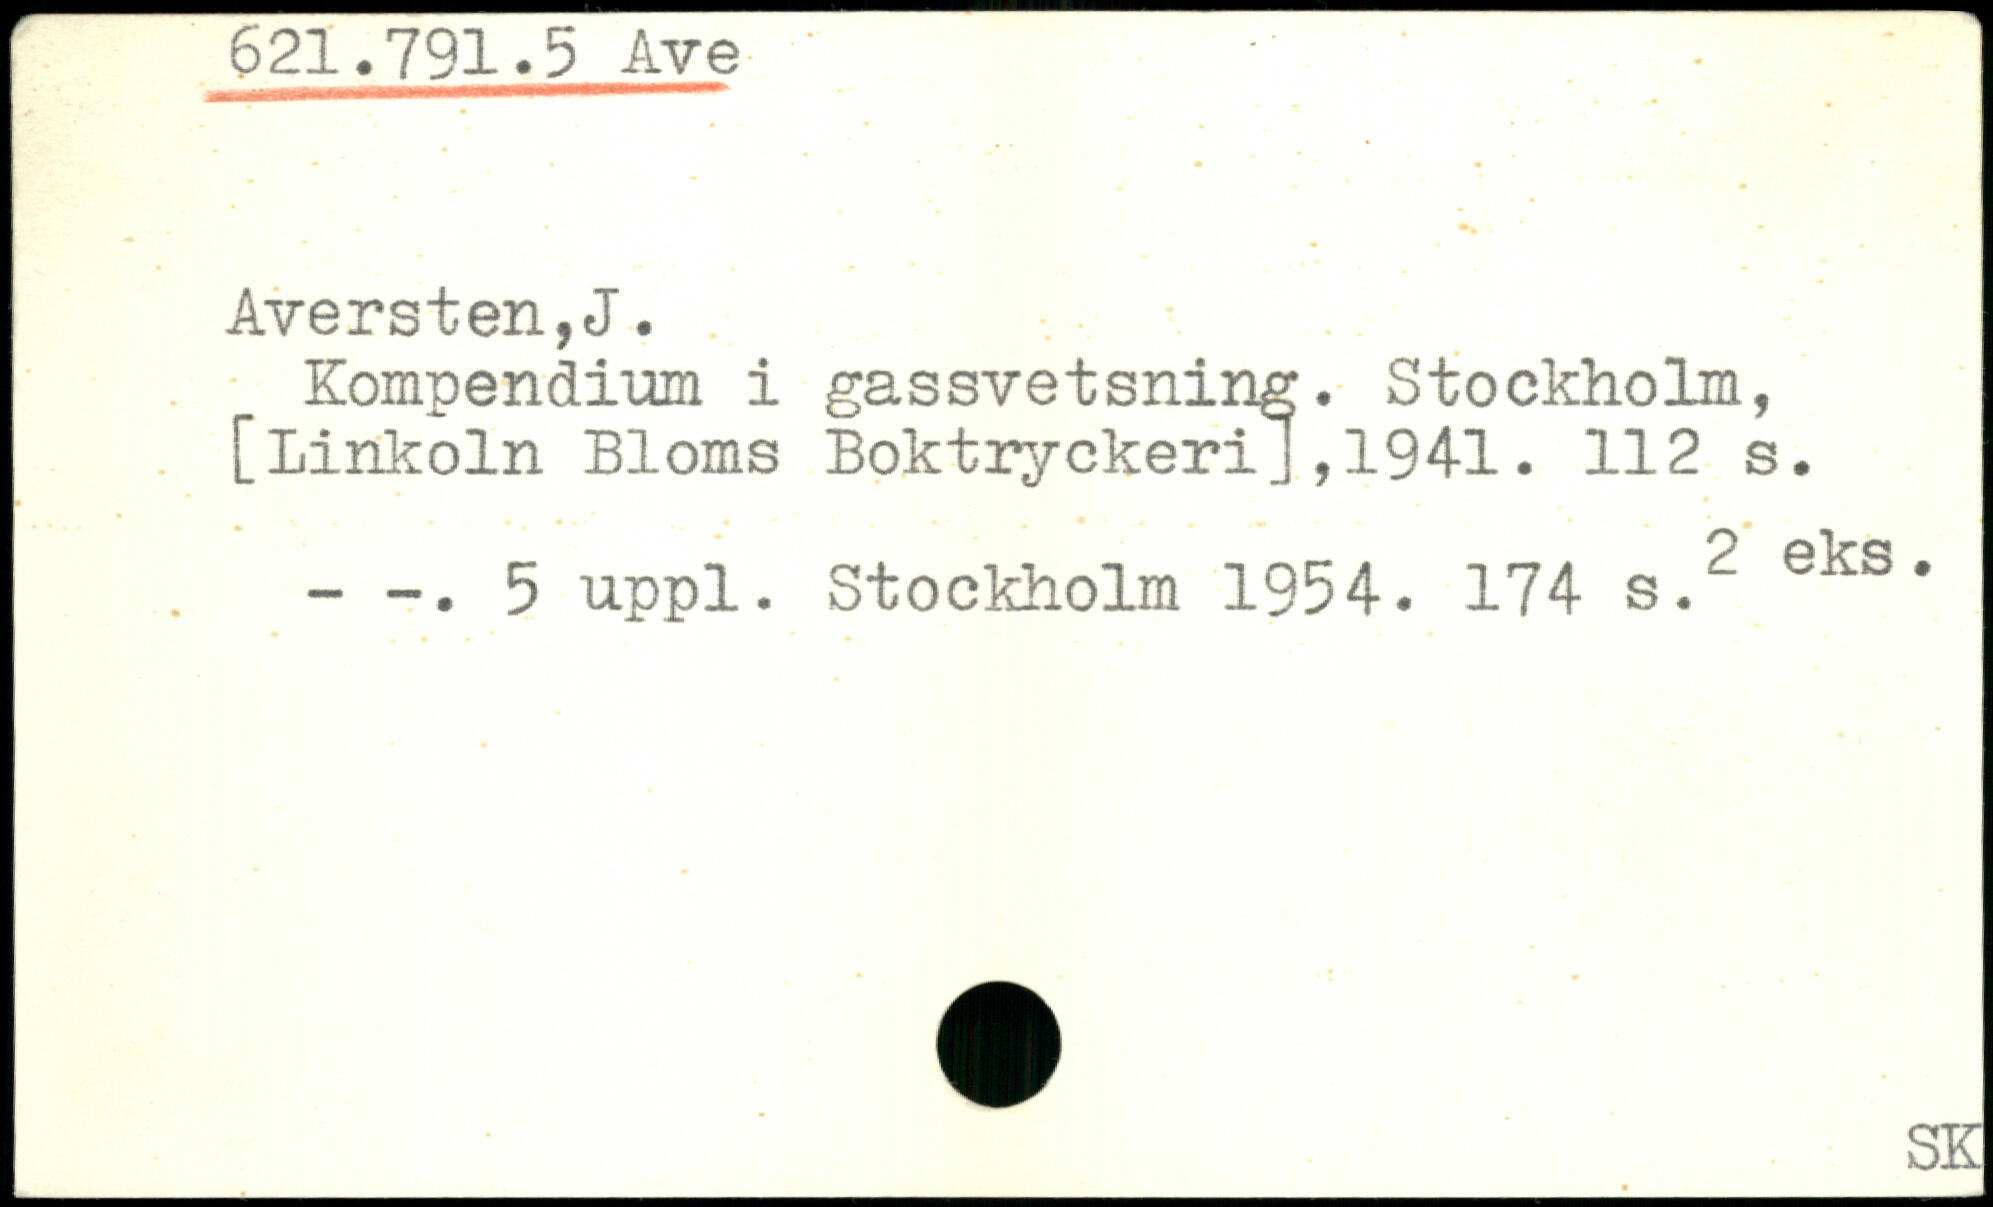 621.791.5 Ave
Aversten,J.
Kompendium i gassvetsning. Stockholm,
[Linkoln Bloms Boktryckeri],1941. 112 s.
- -. 5 uppl. Stockholm 1954. 174 s. 2 eks.
SK